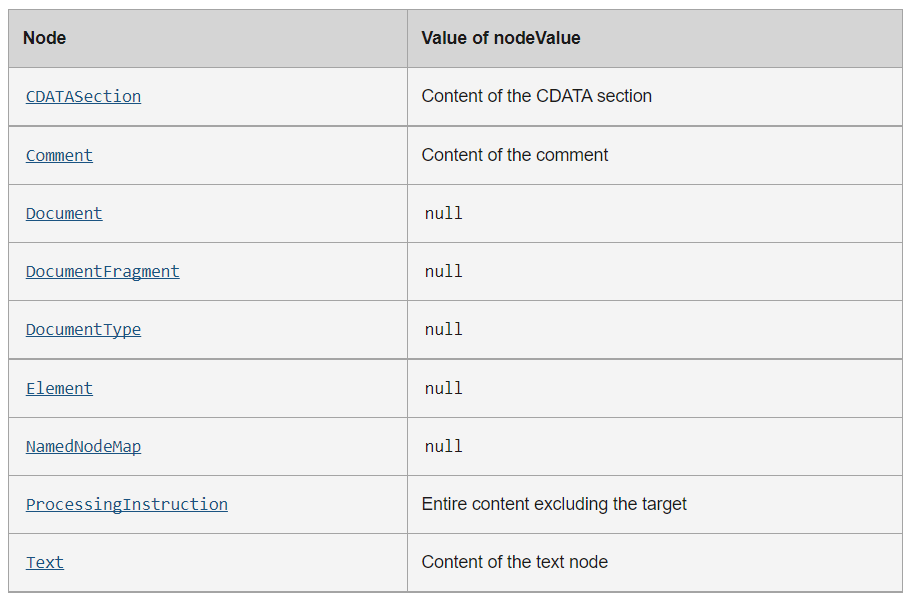 Node Value of nodeValue
CDATASection Content of the CDATA section
Comment Content of the comment
Document null
DocumentFragment null
DocumentType null
Element null
NamedNodeMap null
ProcessingInstruction Entire content excluding the target
Text Content of the text node